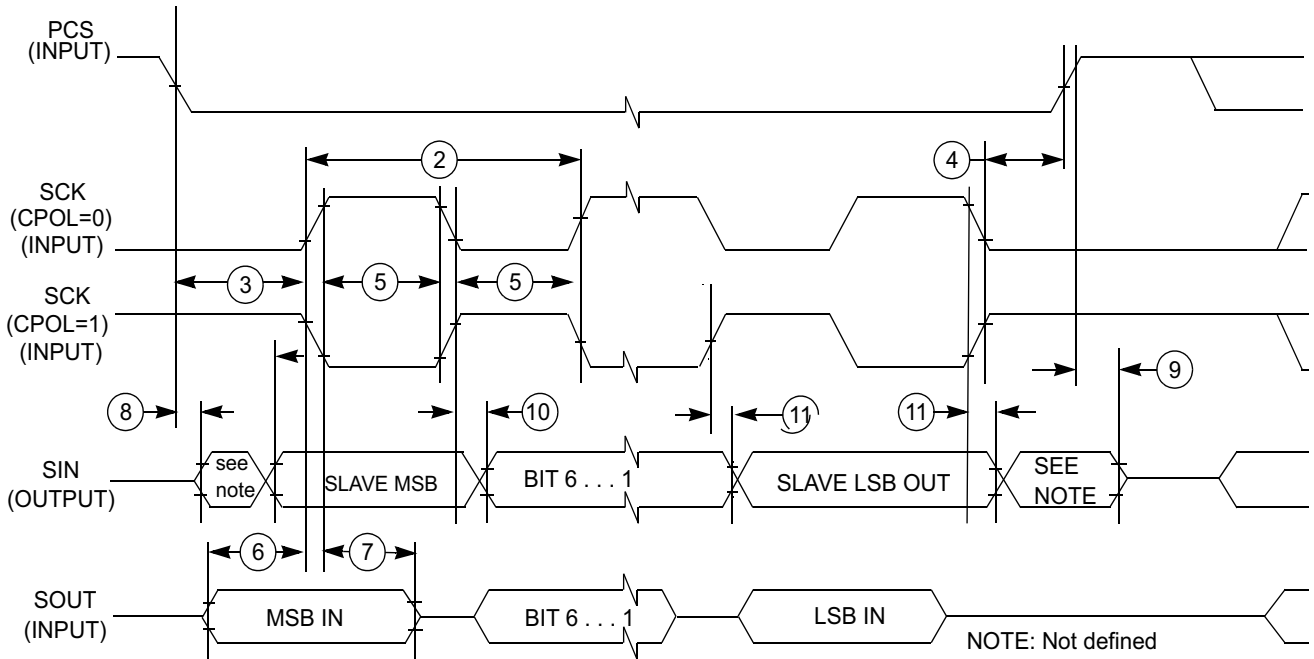 PCS
(INPUT)
2
4
SCK
(CPOL=0)
(INPUT)
3
5
5
SCK
(CPOL=1)
(INPUT)
8
10
11
11
9
SIN
(OUTPUT)
see
note
SLAVE MSB
BIT 6 . . . 1
SLAVE LSB OUT
SEE
NOTE
6
7
SOUT
(INPUT)
MSB IN
BIT 6 . . . 1
LSB IN
NOTE: Not defined